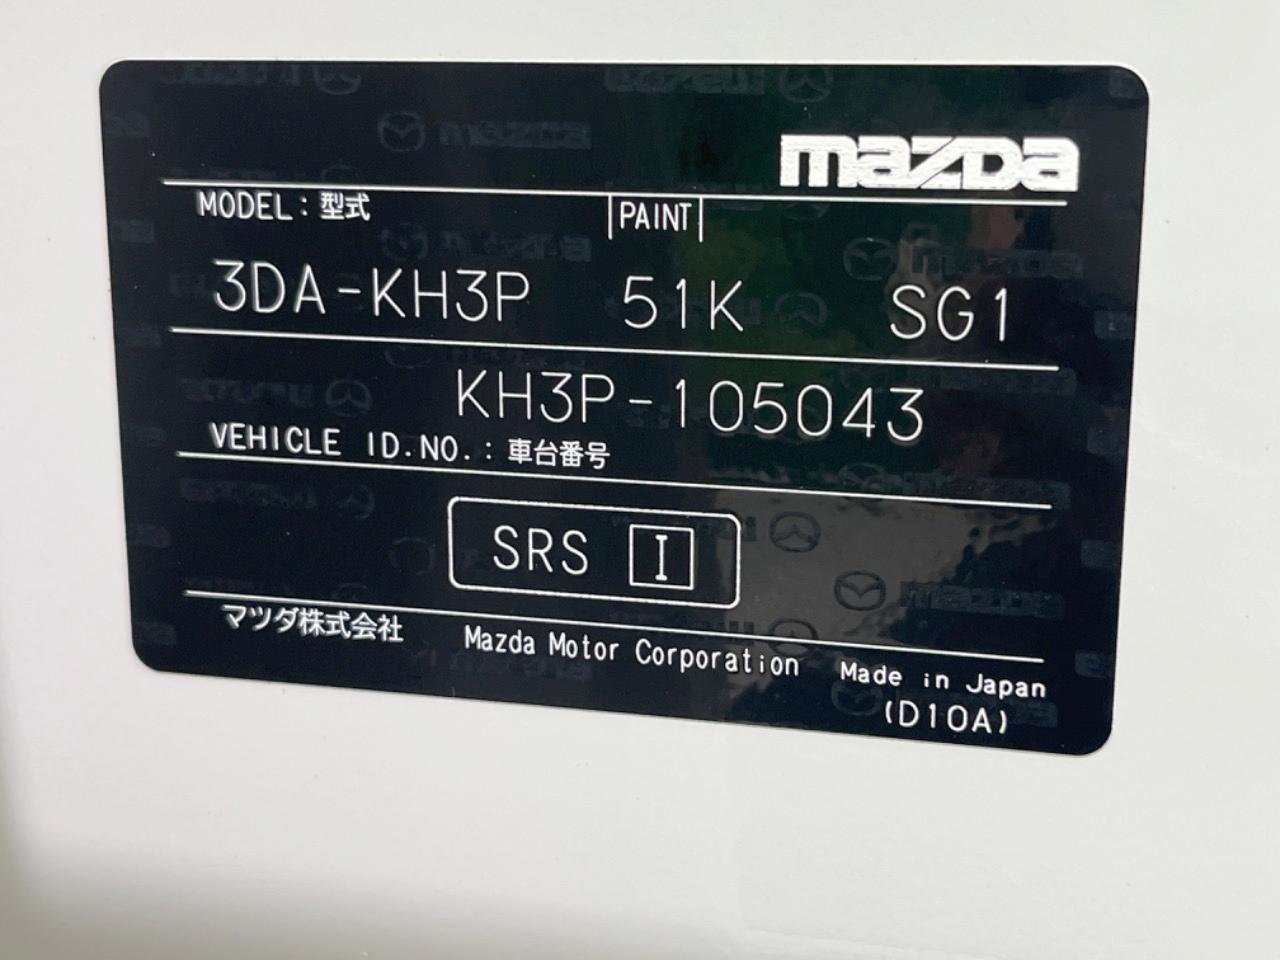 mazda
MODEL：型式 PAINT
3DA-KH3P 51K SG1
KH3P-105043
VEHICLE ID.NO.：車台番号
SRS I
マツダ株式会社 Mazda Motor Corporation Made in Japan
(D10A)